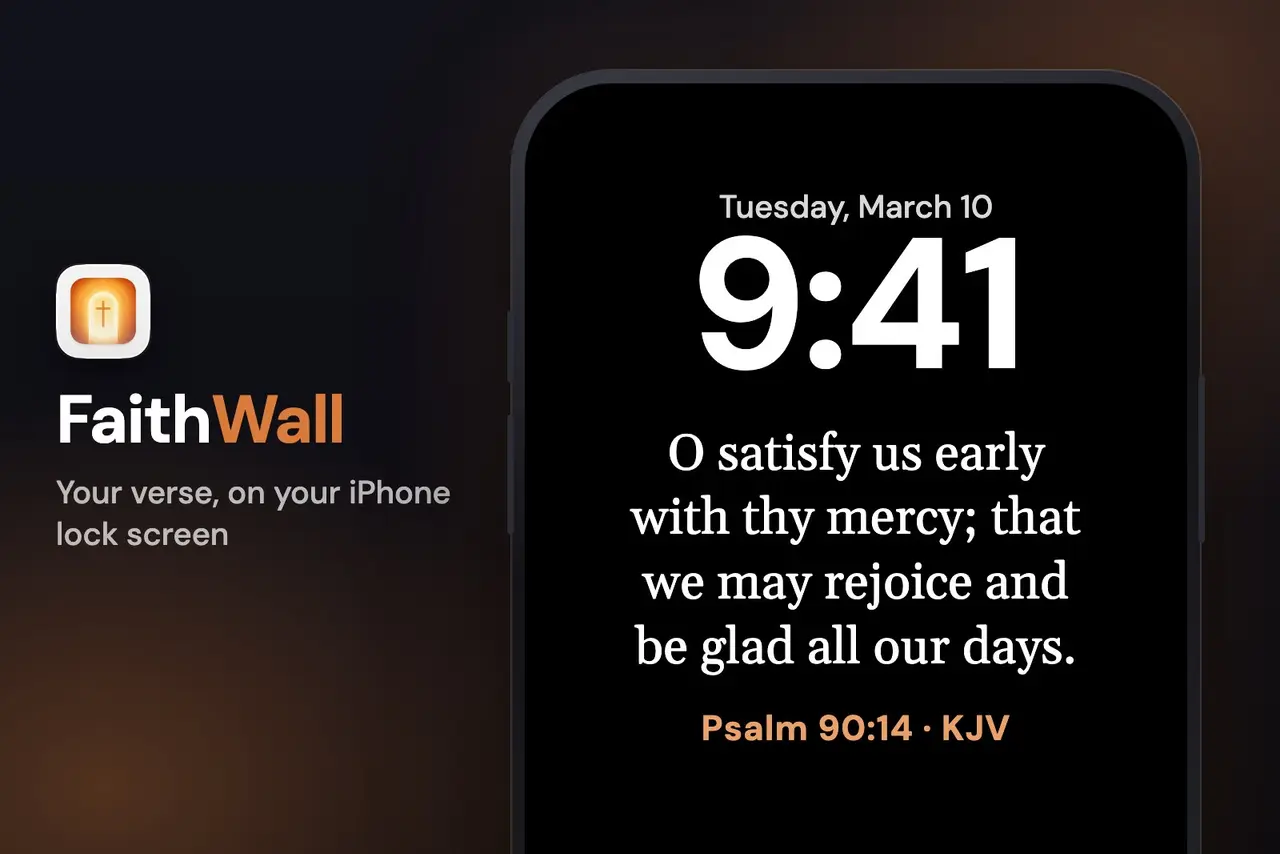 FaithWall
Your verse, on your iPhone
lock screen
Tuesday, March 10
9:41
O satisfy us early
with thy mercy; that
we may rejoice and
be glad all our days.
Psalm 90:14 · KJV